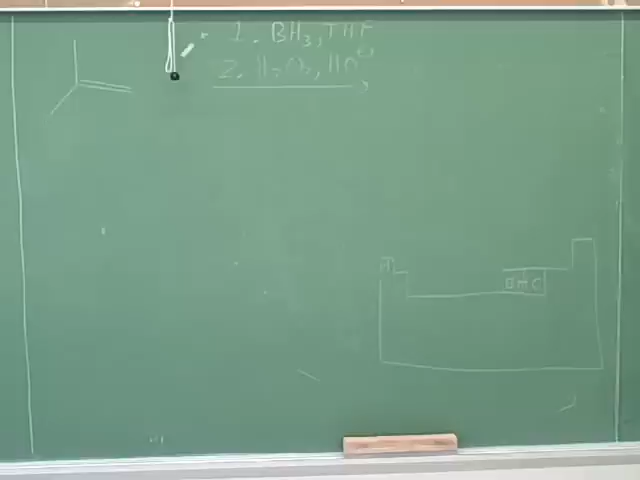 1. BH₃, THF
2. H₂O₂, HO⊖